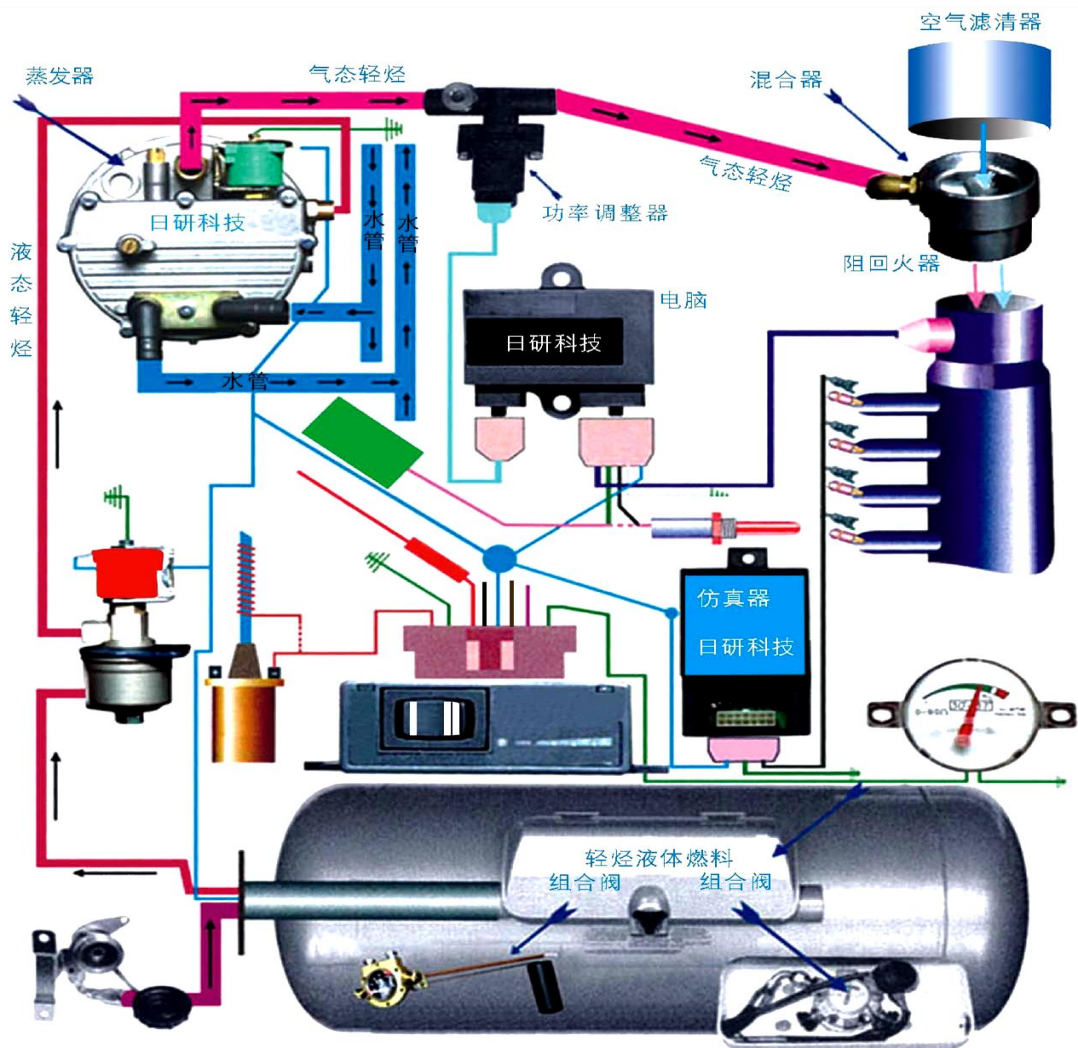 空气滤清器
蒸发器
气态轻烃
混合器
气态轻烃
功率调整器
日研科技
水管
水管
液态轻烃
阻回火器
电脑
日研科技
水管
仿真器
日研科技
轻烃液体燃料
组合阀
组合阀